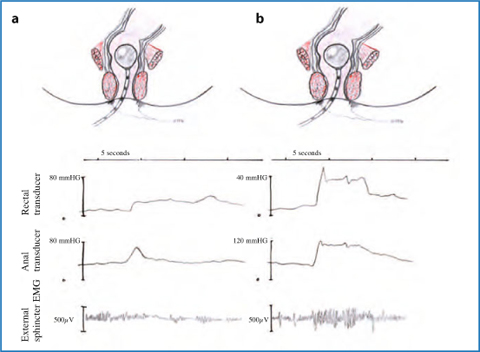 a
b
5 seconds
5 seconds
Rectal
transducer
80 mmHG
40 mmHG
*
*
Anal
transducer
80 mmHG
120 mmHG
*
*
External
sphincter EMG
500µV
500µV